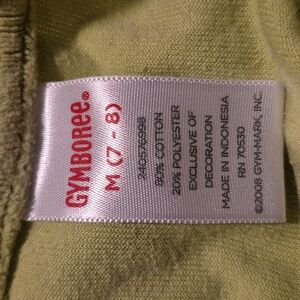 GYMBOREE®
M (7 - 8)
240576998
80% COTTON
20% POLYESTER
EXCLUSIVE OF
DECORATION
MADE IN INDONESIA
RN 70530
©2008 GYM-MARK, INC.